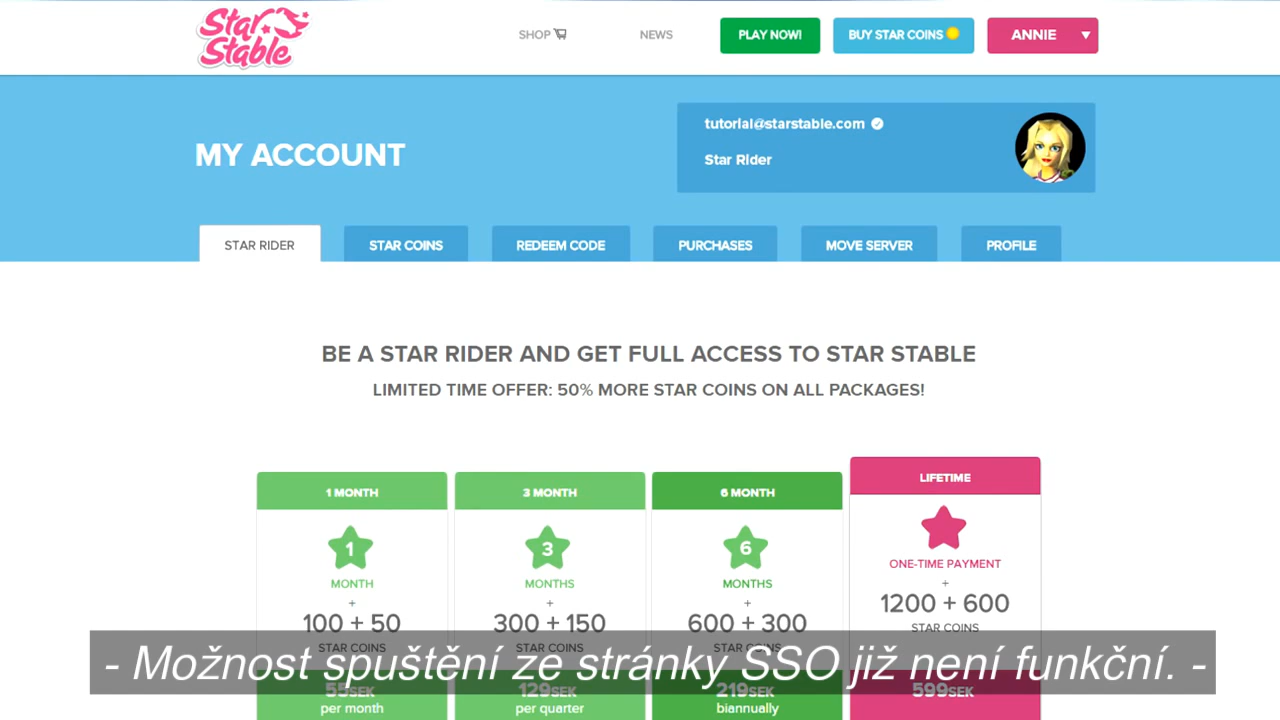 Star Stable
SHOP NEWS PLAY NOW! BUY STAR COINS ANNIE
tutorial@starstable.com
MY ACCOUNT
Star Rider
STAR RIDER STAR COINS REDEEM CODE PURCHASES MOVE SERVER PROFILE
BE A STAR RIDER AND GET FULL ACCESS TO STAR STABLE
LIMITED TIME OFFER: 50% MORE STAR COINS ON ALL PACKAGES!
1 MONTH
1
MONTH
+
100 + 50
STAR COINS
55SEK
per month
3 MONTH
3
MONTHS
+
300 + 150
STAR COINS
129SEK
per quarter
6 MONTH
6
MONTHS
+
600 + 300
STAR COINS
219SEK
biannually
LIFETIME
ONE-TIME PAYMENT
+
1200 + 600
STAR COINS
599SEK
- Možnost spuštění ze stránky SSO již není funkční. -